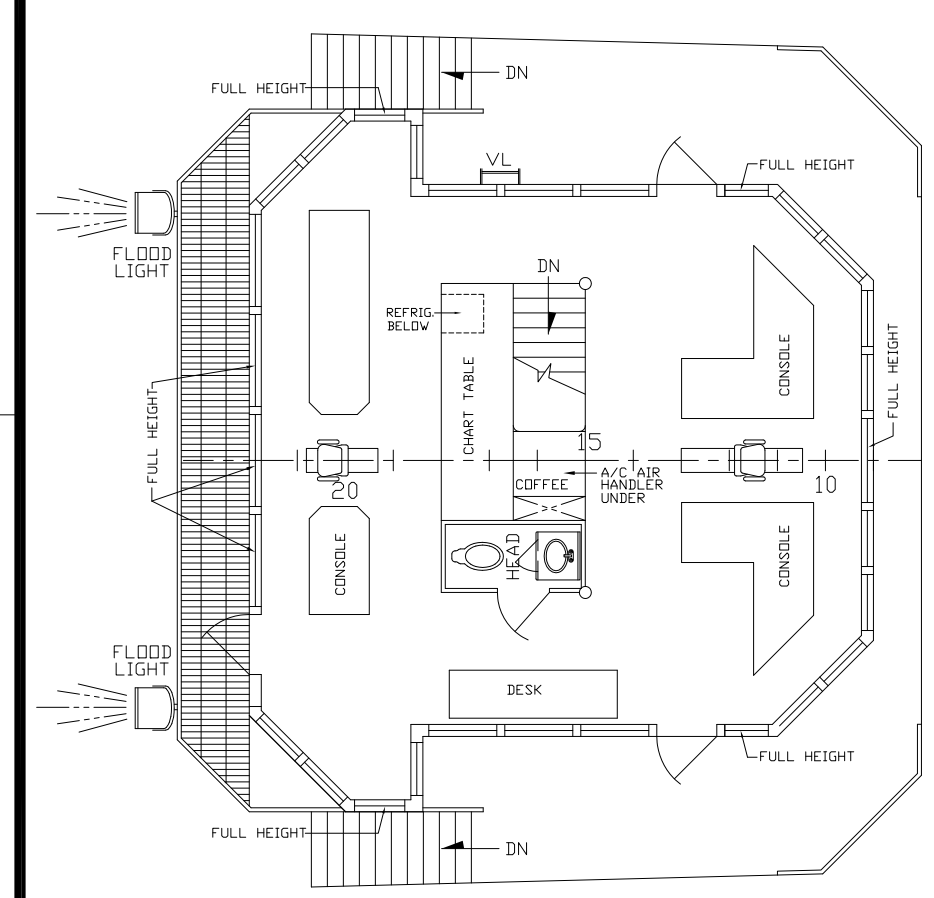 DN
FULL HEIGHT
VL
FULL HEIGHT
FLOOD
LIGHT
DN
REFRIG.
BELOW
CHART TABLE
CONSOLE
FULL HEIGHT
FULL HEIGHT
15
20
10
COFFEE
A/C AIR
HANDLER
UNDER
HEAD
CONSOLE
CONSOLE
FLOOD
LIGHT
DESK
FULL HEIGHT
FULL HEIGHT
DN